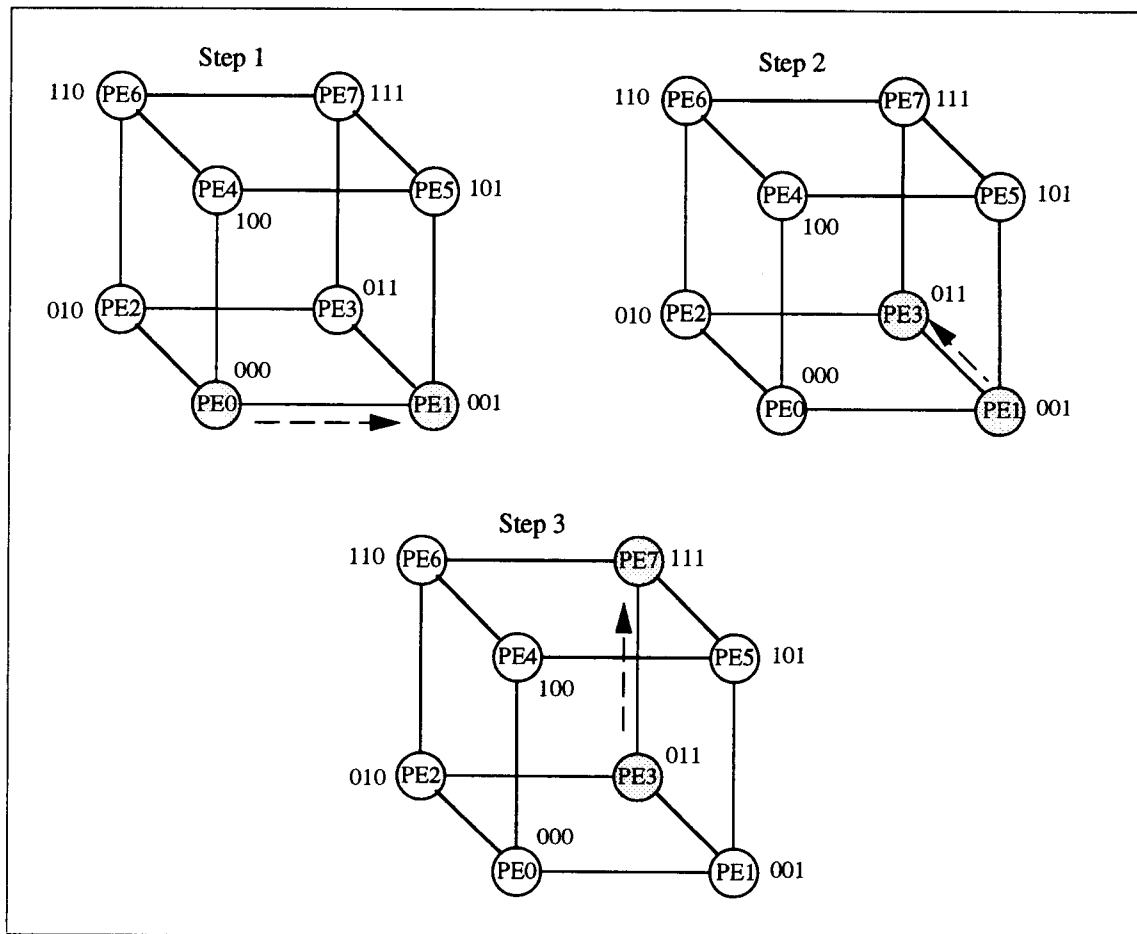 Step 1
110 PE6 PE7 111
PE4 PE5 101
100
010 PE2 PE3 011
000
PE0 PE1 001
Step 2
110 PE6 PE7 111
PE4 PE5 101
100
010 PE2 PE3 011
000
PE0 PE1 001
Step 3
110 PE6 PE7 111
PE4 PE5 101
100
011
010 PE2 PE3
000
PE0 PE1 001